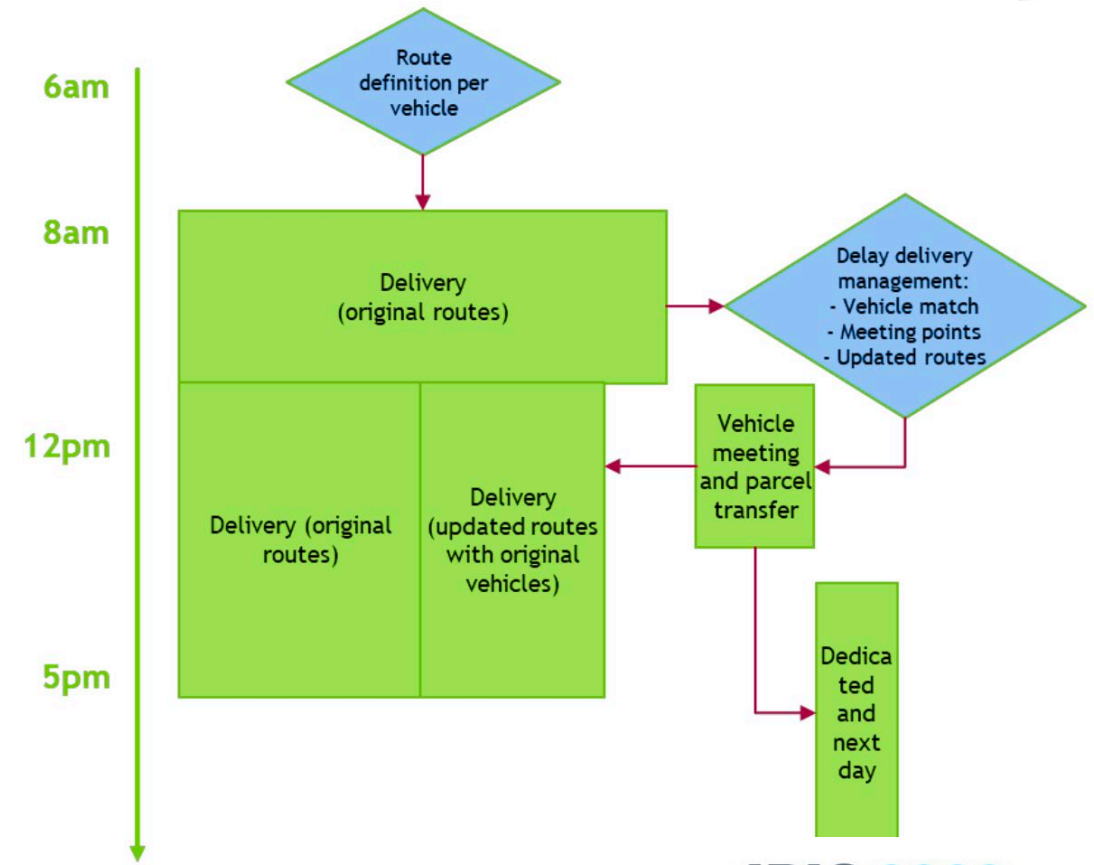 Route
definition per
vehicle
6am
8am
Delivery
(original routes)
Delay delivery
management:
- Vehicle match
- Meeting points
- Updated routes
12pm
Vehicle
meeting
and parcel
transfer
Delivery (original
routes)
Delivery
(updated routes
with original
vehicles)
5pm
Dedica
ted
and
next
day